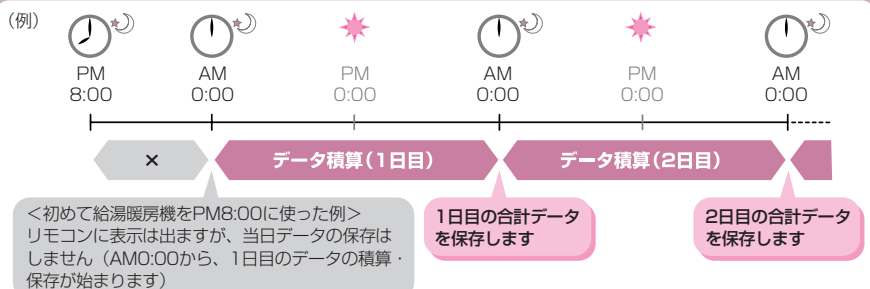 （例）
PM AM PM AM PM AM
8:00 0:00 0:00 0:00 0:00 0:00
× データ積算（1日目） データ積算（2日目）
＜初めて給湯暖房機をPM8:00に使った例＞
リモコンに表示は出ますが、当日データの保存は
しません（AM0:00から、1日目のデータの積算・
保存が始まります）
1日目の合計データ
を保存します
2日目の合計データ
を保存します